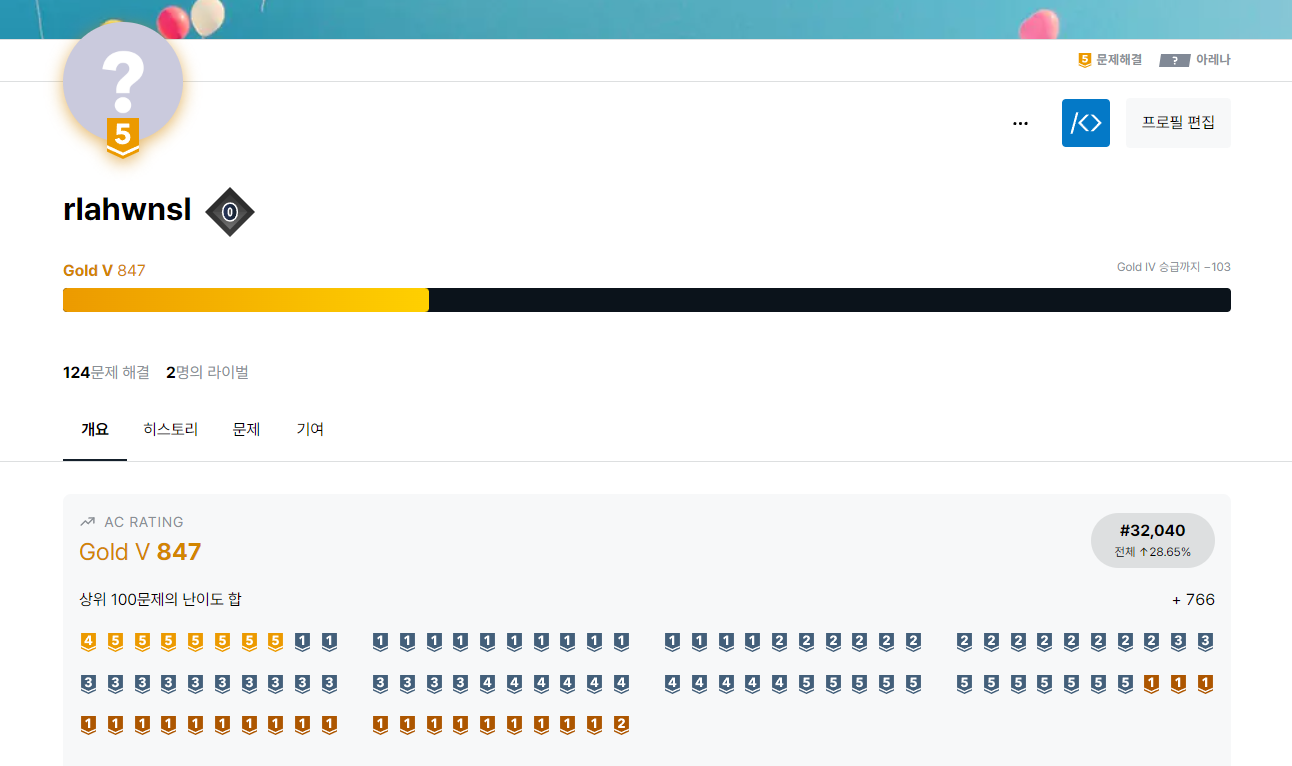 5 문제해결 ? 아레나
?
5
... /<> 프로필 편집
rlahwnsl 0
Gold V 847
Gold IV 승급까지 −103
124문제 해결 2명의 라이벌
개요 히스토리 문제 기여
AC RATING
Gold V 847
#32,040
전체 ↑28.65%
상위 100문제의 난이도 합 + 766
4 5 5 5 5 5 5 5 1 1 1 1 1 1 1 1 1 1 1 1 1 1 1 1 2 2 2 2 2 2 2 2 2 2 2 2 2 2 3 3
3 3 3 3 3 3 3 3 3 3 3 3 3 3 4 4 4 4 4 4 4 4 4 4 4 5 5 5 5 5 5 5 5 5 5 5 5 1 1 1
1 1 1 1 1 1 1 1 1 1 1 1 1 1 1 1 1 1 1 2